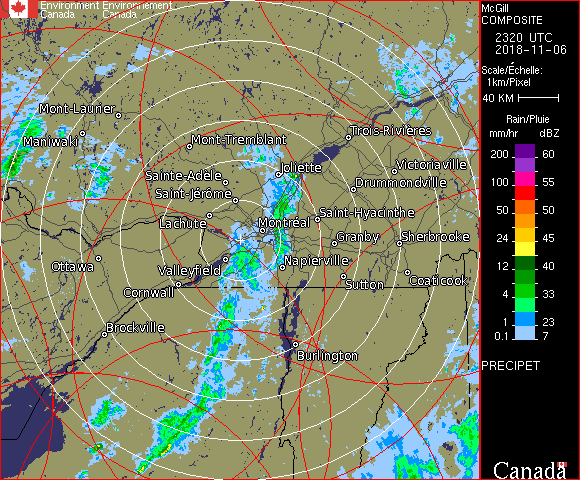 Environment Environnement
Canada Canada
McGill
COMPOSITE
2320 UTC
2018-11-06
Scale/Échelle:
1km/Pixel
40 KM
Rain/Pluie
mm/hr dBZ
200 60
150 55
100 55
50 50
24 45
12 40
4 33
1 23
0.1 7
PRECIPET
Canada
Mont-Laurier
Maniwaki
Mont-Tremblant
Trois-Rivières
Joliette
Victoriaville
Sainte-Adèle
Drummondville
Saint-Jérôme
Lachute
Saint-Hyacinthe
Montréal
Granby
Sherbrooke
Ottawa
Valleyfield
Napierville
Cornwall
Sutton
Coaticook
Brockville
Burlington